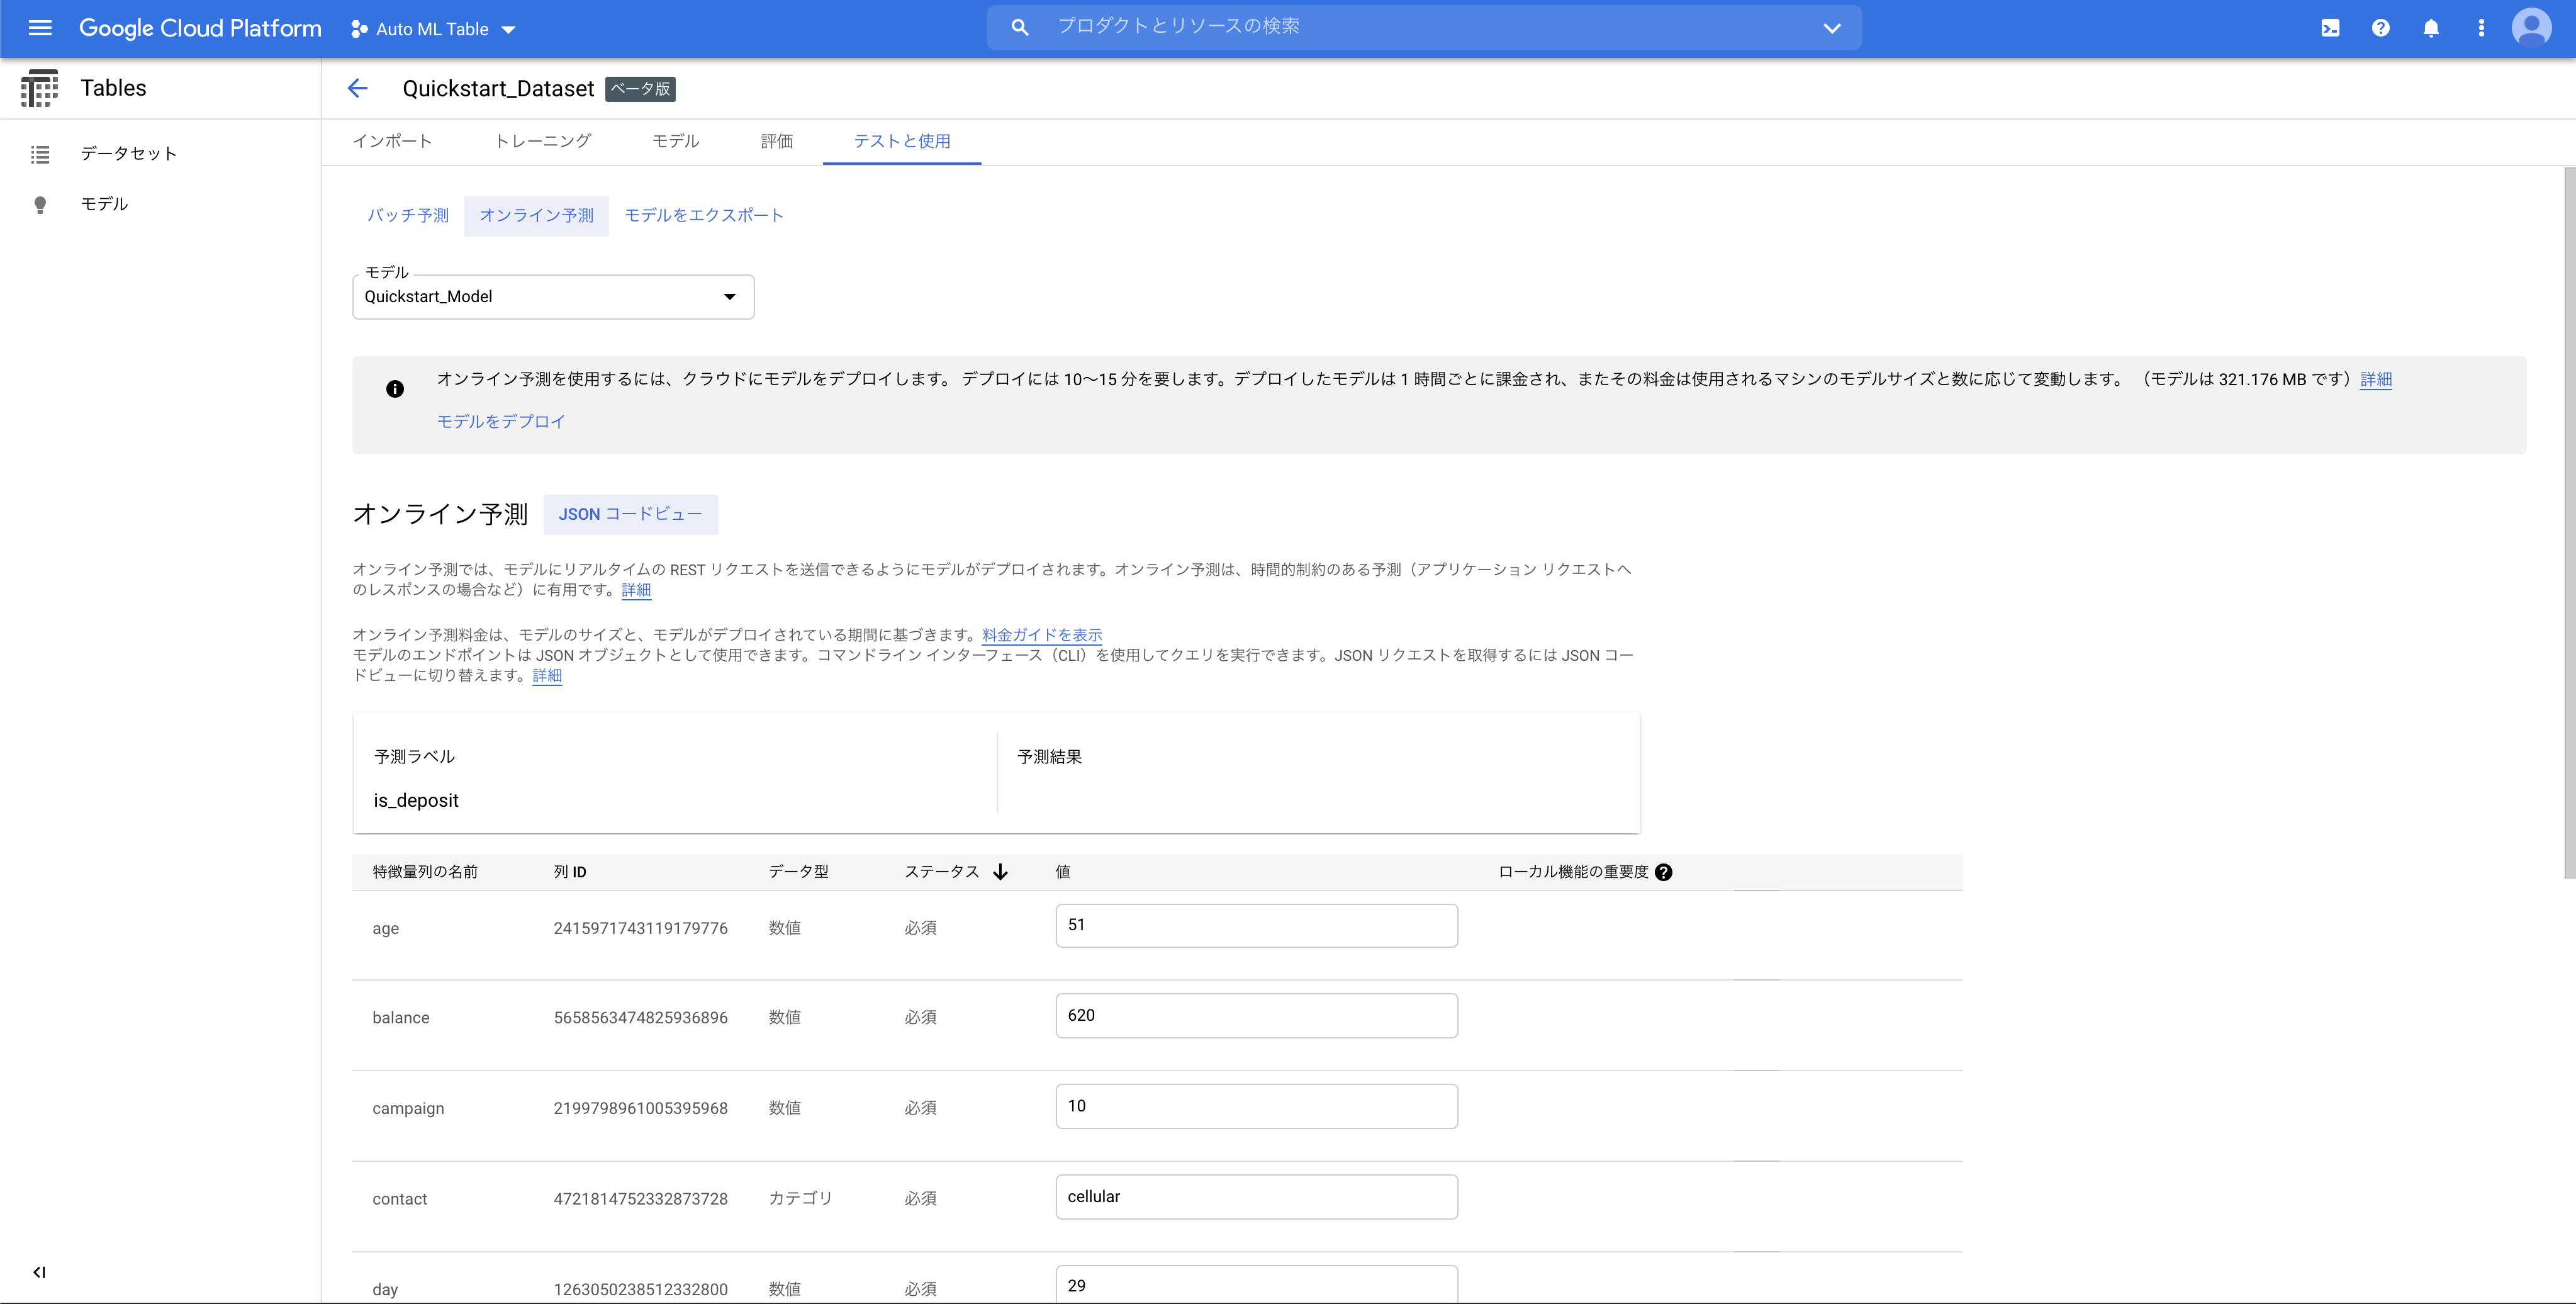 Google Cloud Platform
Auto ML Table
プロダクトとリソースの検索
Tables
Quickstart_Dataset
ベータ版
データセット
モデル
インポート
トレーニング
モデル
評価
テストと使用
バッチ予測
オンライン予測
モデルをエクスポート
モデル
Quickstart_Model
オンライン予測を使用するには、クラウドにモデルをデプロイします。 デプロイには 10〜15 分を要します。デプロイしたモデルは 1 時間ごとに課金され、またその料金は使用されるマシンのモデルサイズと数に応じて変動します。 （モデルは 321.176 MB です）詳細
モデルをデプロイ
オンライン予測
JSON コードビュー
オンライン予測では、モデルにリアルタイムの REST リクエストを送信できるようにモデルがデプロイされます。オンライン予測は、時間的制約のある予測（アプリケーション リクエストへ
のレスポンスの場合など）に有用です。詳細
オンライン予測料金は、モデルのサイズと、モデルがデプロイされている期間に基づきます。料金ガイドを表示
モデルのエンドポイントは JSON オブジェクトとして使用できます。コマンドライン インターフェース（CLI）を使用してクエリを実行できます。JSON リクエストを取得するには JSON コー
ドビューに切り替えます。詳細
予測ラベル
is_deposit
予測結果
特徴量列の名前 列 ID データ型 ステータス 値 ローカル機能の重要度
age 2415971743119179776 数値 必須 51
balance 5658563474825936896 数値 必須 620
campaign 2199798961005395968 数値 必須 10
contact 4721814752332873728 カテゴリ 必須 cellular
day 1263050238512332800 数値 必須 29